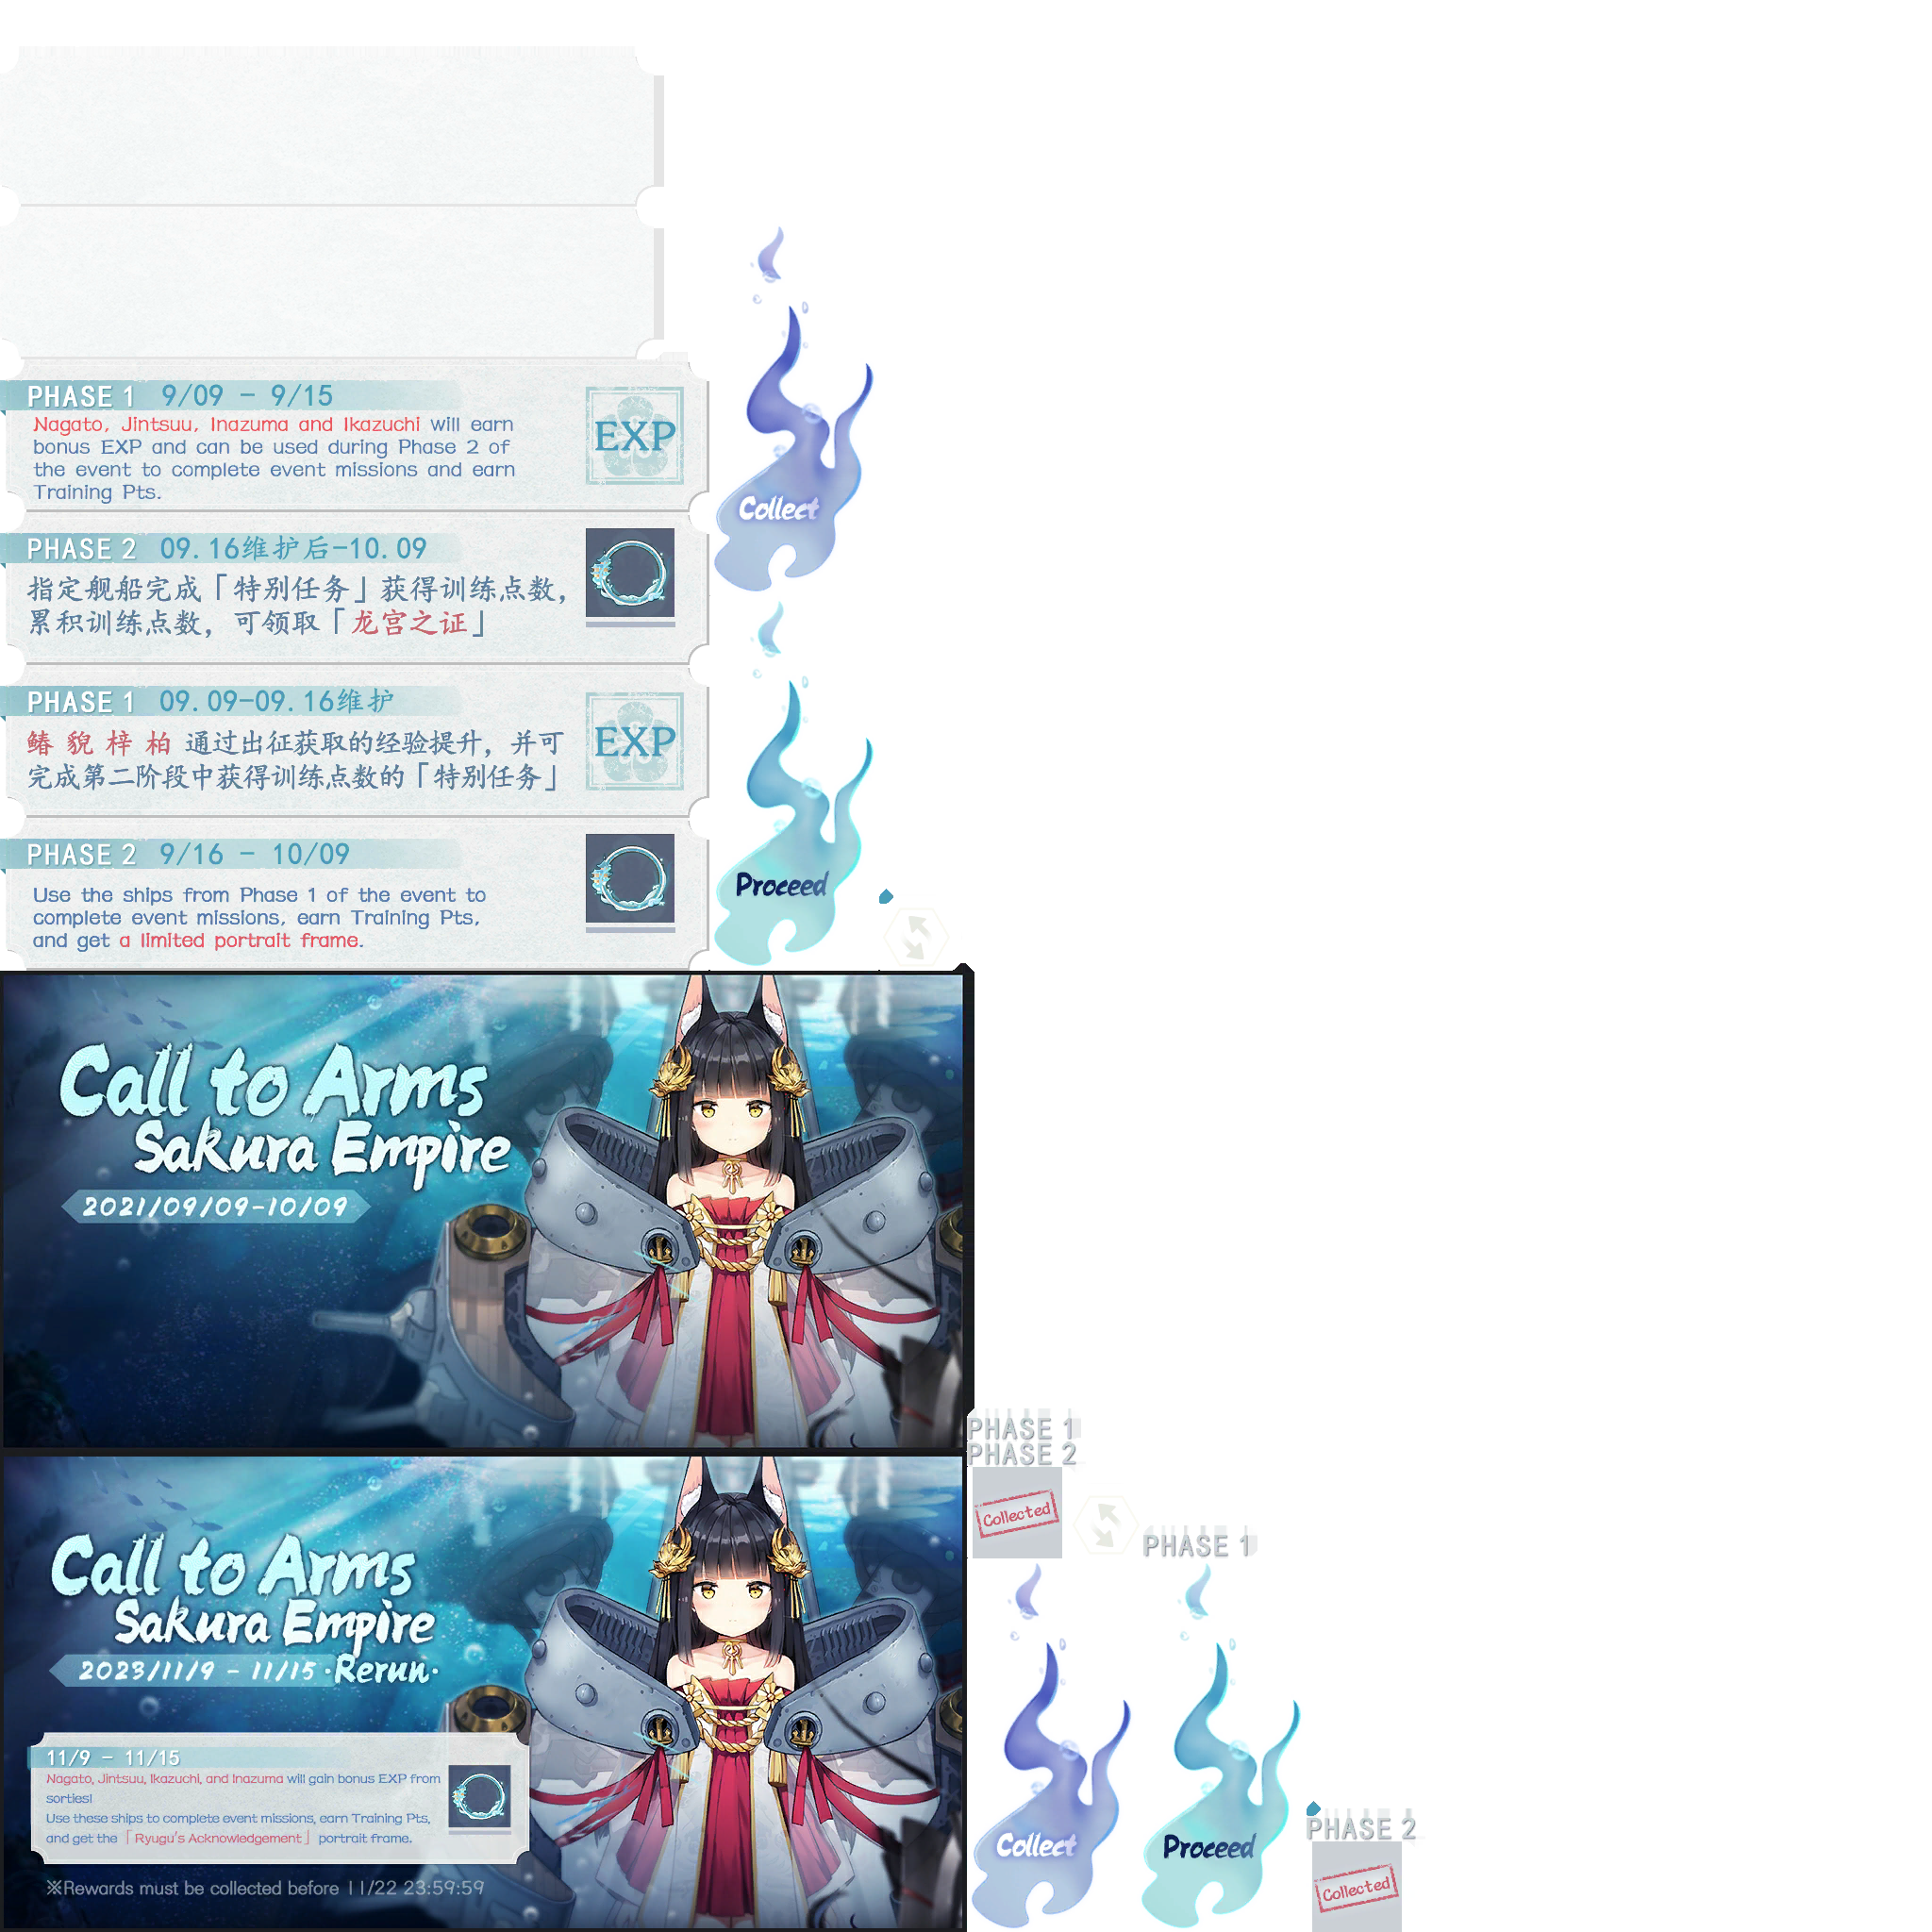 PHASE 1 9/09 - 9/15
Nagato, Jintsuu, Inazuma and Ikazuchi will earn
bonus EXP and can be used during Phase 2 of
the event to complete event missions and earn
Training Pts.
EXP
Collect
PHASE 2 09.16维护后-10.09
指定舰船完成「特别任务」获得训练点数,
累积训练点数, 可领取「龙宫之证」
PHASE 1 09.09-09.16维护
鳍 貌 梓 柏 通过出征获取的经验提升, 并可
完成第二阶段中获得训练点数的「特别任务」
EXP
PHASE 2 9/16 - 10/09
Use the ships from Phase 1 of the event to
complete event missions, earn Training Pts,
and get a limited portrait frame.
Proceed
Call to Arms
Sakura Empire
2021/09/09-10/09
PHASE 1
PHASE 2
Collected
PHASE 1
Call to Arms
Sakura Empire
2023/11/9 - 11/15 ·Rerun·
11/9 - 11/15
Nagato, Jintsuu, Ikazuchi, and Inazuma will gain bonus EXP from
sorties!
Use these ships to complete event missions, earn Training Pts,
and get the 「Ryugu's Acknowledgement」 portrait frame.
※Rewards must be collected before 11/22 23:59:59
Collect
Proceed
PHASE 2
Collected